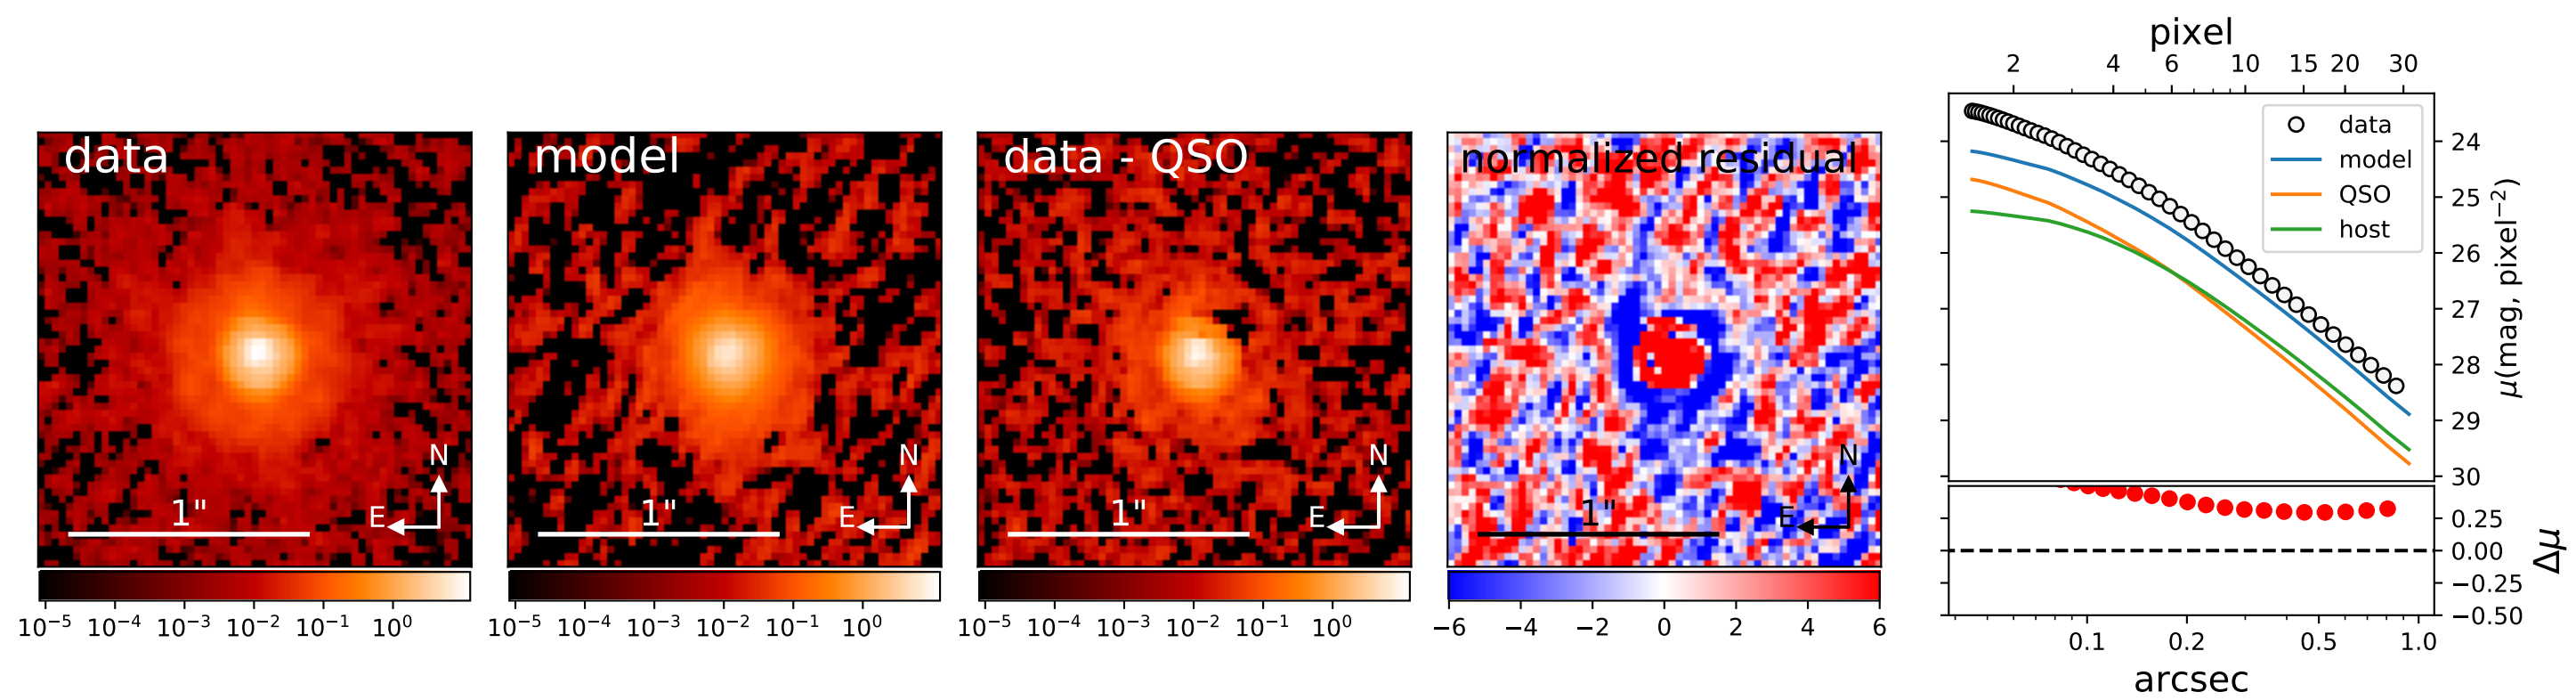 data
N
E
1"
10⁻⁵ 10⁻⁴ 10⁻³ 10⁻² 10⁻¹ 10⁰
model
N
E
1"
10⁻⁵ 10⁻⁴ 10⁻³ 10⁻² 10⁻¹ 10⁰
data - QSO
N
E
1"
10⁻⁵ 10⁻⁴ 10⁻³ 10⁻² 10⁻¹ 10⁰
normalized residual
N
E
1"
−6 −4 −2 0 2 4 6
pixel
2 4 6 10 15 20 30
data
model
QSO
host
24
25
26
27
28
29
30
μ(mag, pixel⁻²)
0.25
0.00
−0.25
−0.50
Δμ
0.1 0.2 0.5 1.0
arcsec